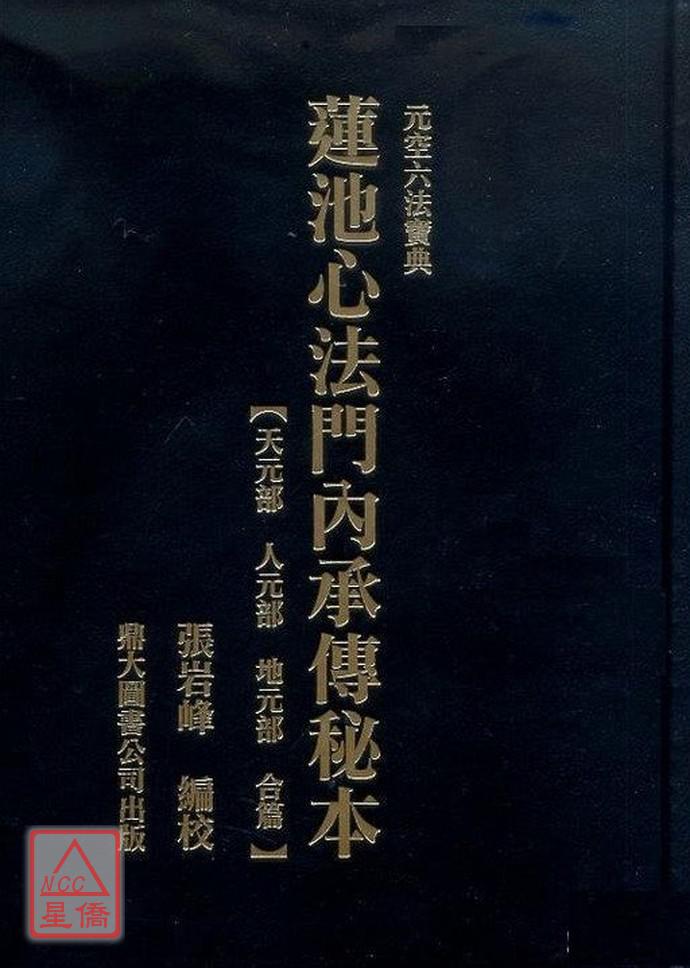 元空六法寶典
蓮池心法門內承傳秘本
【天元部 人元部 地元部 合篇】
張岩峰 編校
鼎大圖書公司出版
NCC
星僑